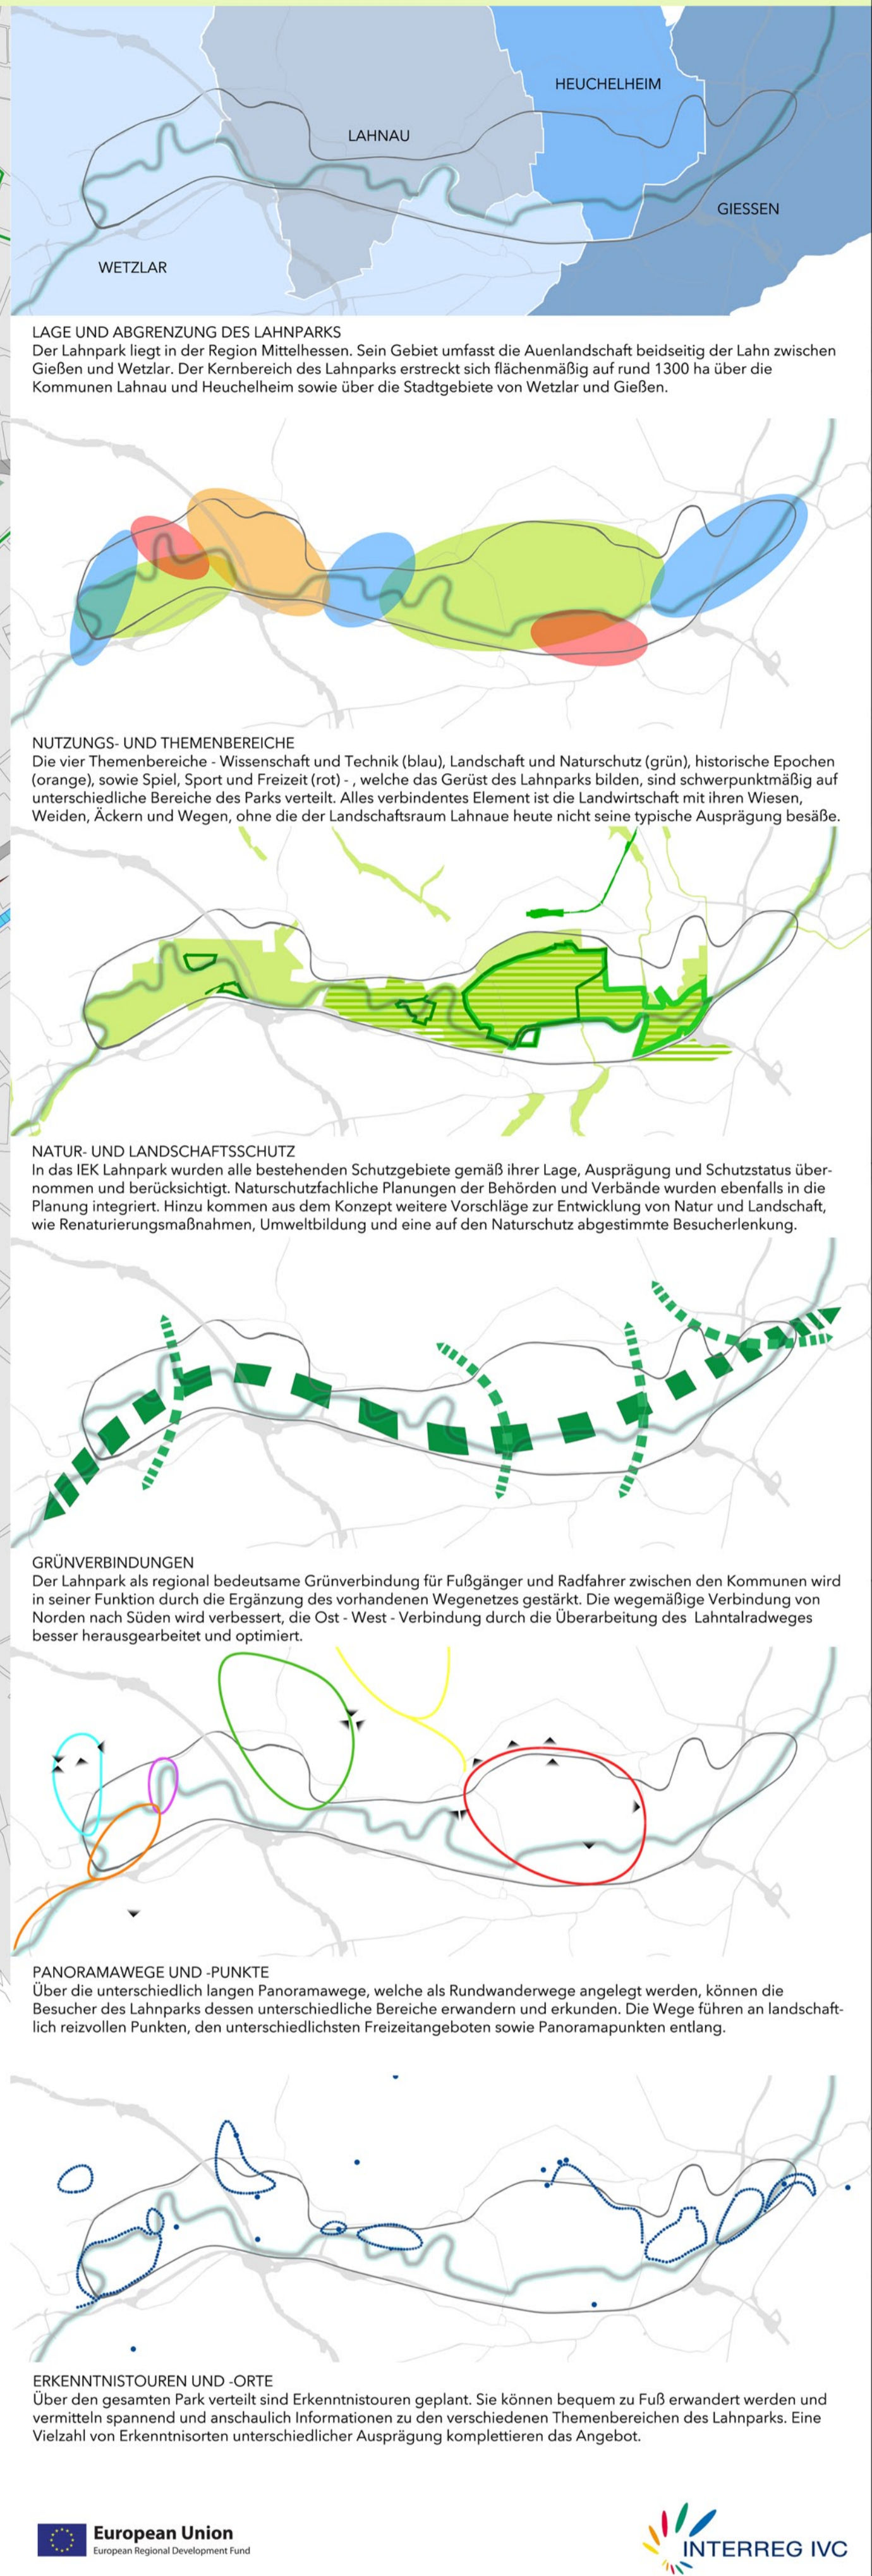 HEUCHELHEIM
LAHNAU
GIESSEN
WETZLAR
LAGE UND ABGRENZUNG DES LAHNPARKS
Der Lahnpark liegt in der Region Mittelhessen. Sein Gebiet umfasst die Auenlandschaft beidseitig der Lahn zwischen
Gießen und Wetzlar. Der Kernbereich des Lahnparks erstreckt sich flächenmäßig auf rund 1300 ha über die
Kommunen Lahnau und Heuchelheim sowie über die Stadtgebiete von Wetzlar und Gießen.
NUTZUNGS- UND THEMENBEREICHE
Die vier Themenbereiche - Wissenschaft und Technik (blau), Landschaft und Naturschutz (grün), historische Epochen
(orange), sowie Spiel, Sport und Freizeit (rot) - , welche das Gerüst des Lahnparks bilden, sind schwerpunktmäßig auf
unterschiedliche Bereiche des Parks verteilt. Alles verbindentes Element ist die Landwirtschaft mit ihren Wiesen,
Weiden, Äckern und Wegen, ohne die der Landschaftsraum Lahnaue heute nicht seine typische Ausprägung besäße.
NATUR- UND LANDSCHAFTSSCHUTZ
In das IEK Lahnpark wurden alle bestehenden Schutzgebiete gemäß ihrer Lage, Ausprägung und Schutzstatus über-
nommen und berücksichtigt. Naturschutzfachliche Planungen der Behörden und Verbände wurden ebenfalls in die
Planung integriert. Hinzu kommen aus dem Konzept weitere Vorschläge zur Entwicklung von Natur und Landschaft,
wie Renaturierungsmaßnahmen, Umweltbildung und eine auf den Naturschutz abgestimmte Besucherlenkung.
GRÜNVERBINDUNGEN
Der Lahnpark als regional bedeutsame Grünverbindung für Fußgänger und Radfahrer zwischen den Kommunen wird
in seiner Funktion durch die Ergänzung des vorhandenen Wegenetzes gestärkt. Die wegemäßige Verbindung von
Norden nach Süden wird verbessert, die Ost - West - Verbindung durch die Überarbeitung des Lahntalradweges
besser herausgearbeitet und optimiert.
PANORAMAWEGE UND -PUNKTE
Über die unterschiedlich langen Panoramawege, welche als Rundwanderwege angelegt werden, können die
Besucher des Lahnparks dessen unterschiedliche Bereiche erwandern und erkunden. Die Wege führen an landschaft-
lich reizvollen Punkten, den unterschiedlichsten Freizeitangeboten sowie Panoramapunkten entlang.
ERKENNTNISTOUREN UND -ORTE
Über den gesamten Park verteilt sind Erkenntnistouren geplant. Sie können bequem zu Fuß erwandert werden und
vermitteln spannend und anschaulich Informationen zu den verschiedenen Themenbereichen des Lahnparks. Eine
Vielzahl von Erkenntnisorten unterschiedlicher Ausprägung komplettieren das Angebot.
European Union
European Regional Development Fund
INTERREG IVC